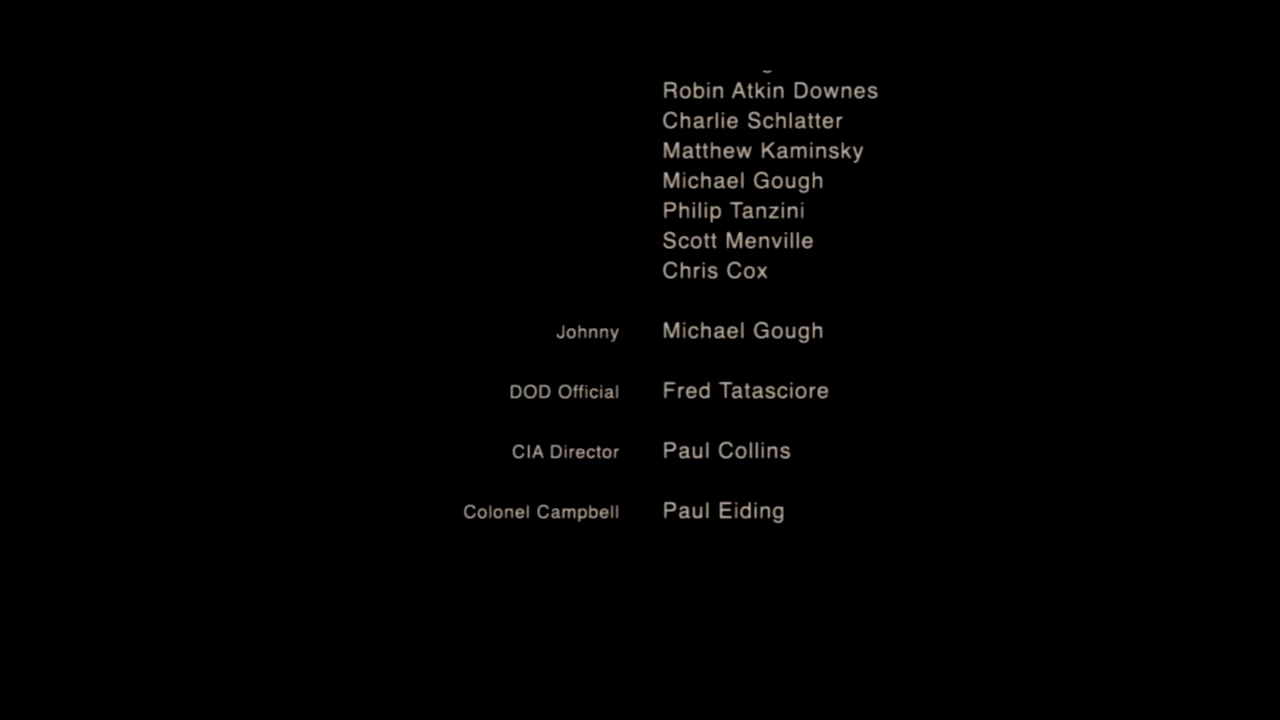 Robin Atkin Downes
Charlie Schlatter
Matthew Kaminsky
Michael Gough
Philip Tanzini
Scott Menville
Chris Cox
Johnny Michael Gough
DOD Official Fred Tatasciore
CIA Director Paul Collins
Colonel Campbell Paul Eiding